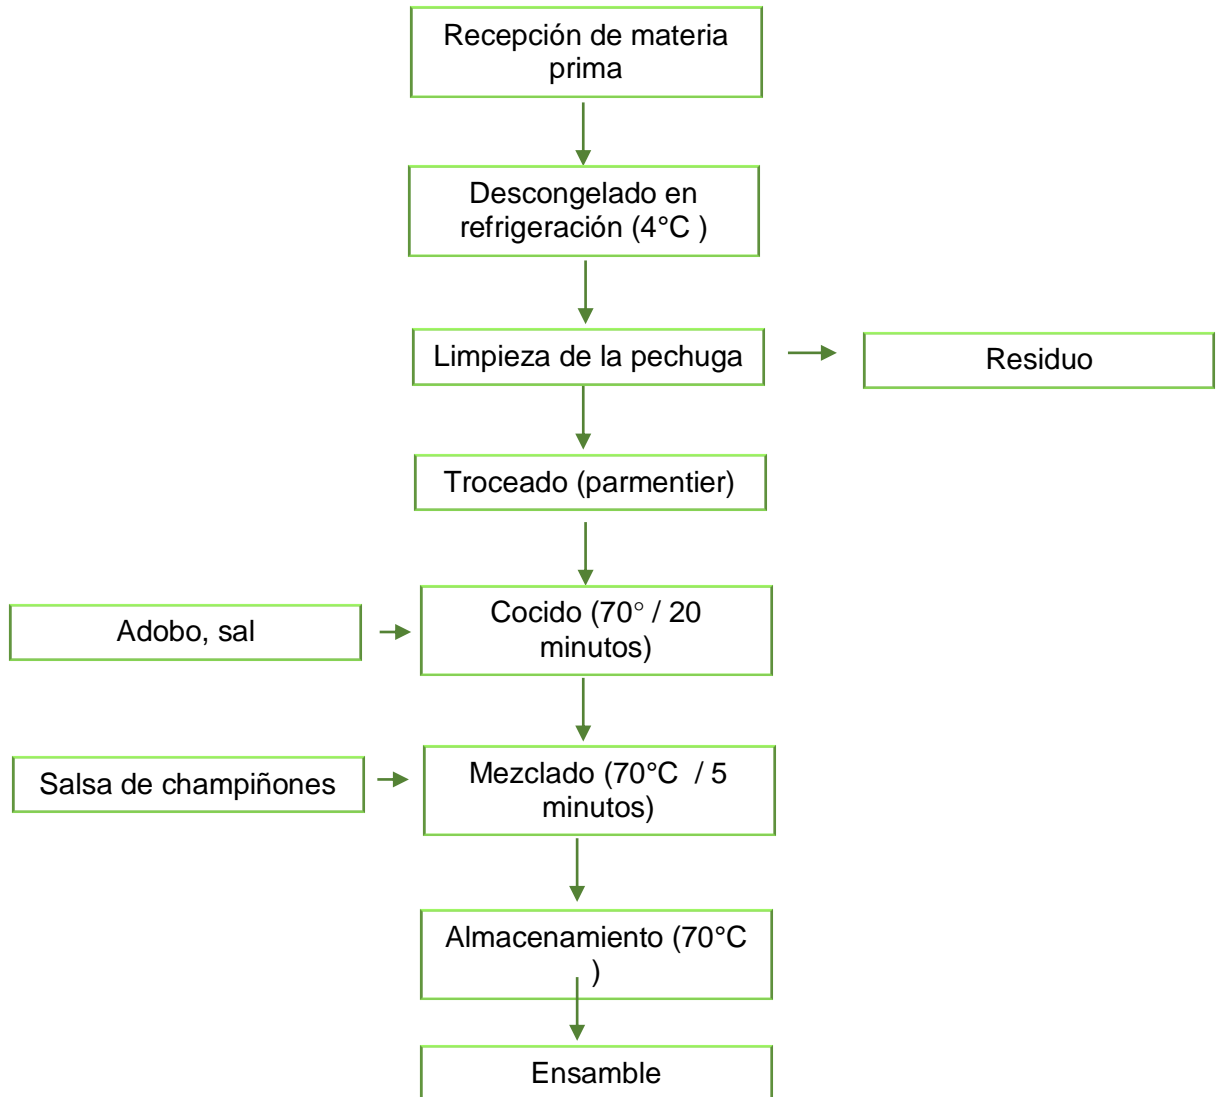 Recepción de materia
prima
Descongelado en
refrigeración (4°C )
Limpieza de la pechuga
Residuo
Troceado (parmentier)
Adobo, sal
Cocido (70° / 20
minutos)
Salsa de champiñones
Mezclado (70°C  / 5
minutos)
Almacenamiento (70°C
)
Ensamble